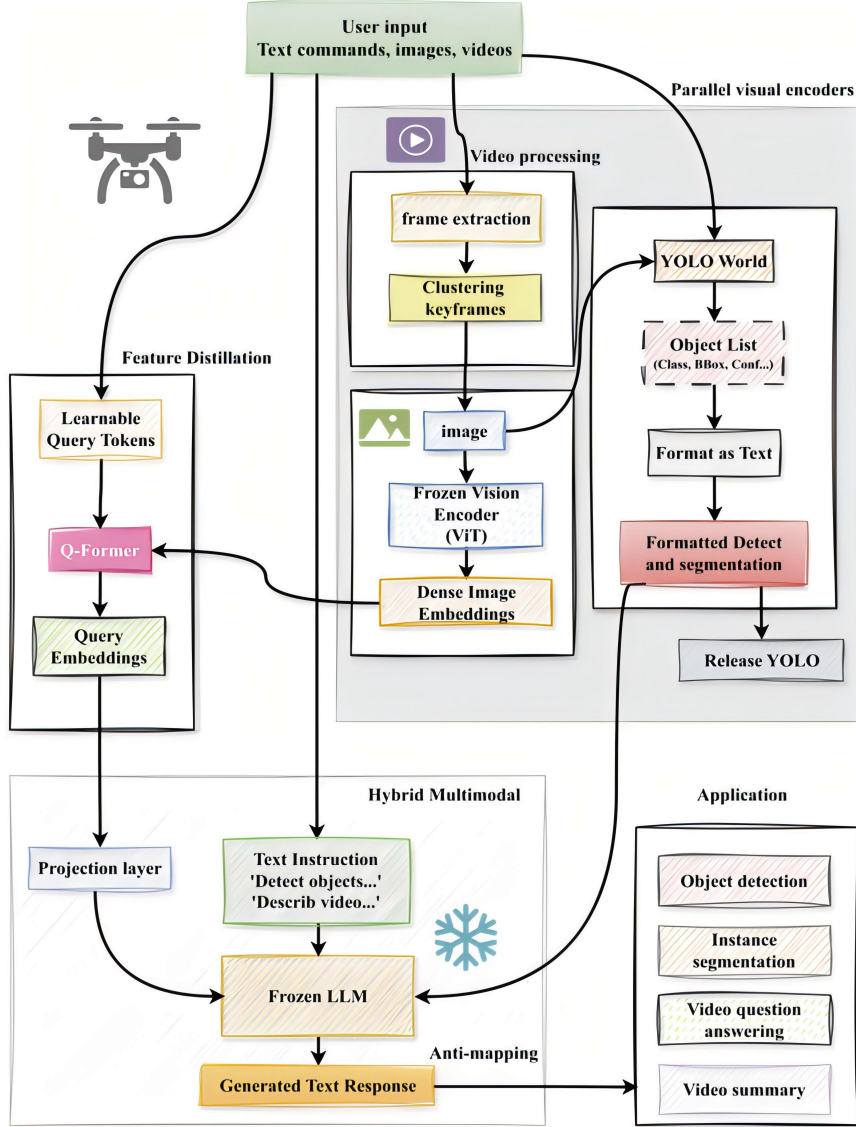 User input
Text commands, images, videos
Parallel visual encoders
Video processing
frame extraction
Clustering
keyframes
YOLO World
Object List
(Class, BBox, Conf...)
Format as Text
Formatted Detect
and segmentation
Release YOLO
image
Frozen Vision
Encoder
(ViT)
Dense Image
Embeddings
Feature Distillation
Learnable
Query Tokens
Q-Former
Query
Embeddings
Hybrid Multimodal
Projection layer
Text Instruction
'Detect objects...'
'Describ video...'
Frozen LLM
Generated Text Response
Anti-mapping
Application
Object detection
Instance
segmentation
Video question
answering
Video summary